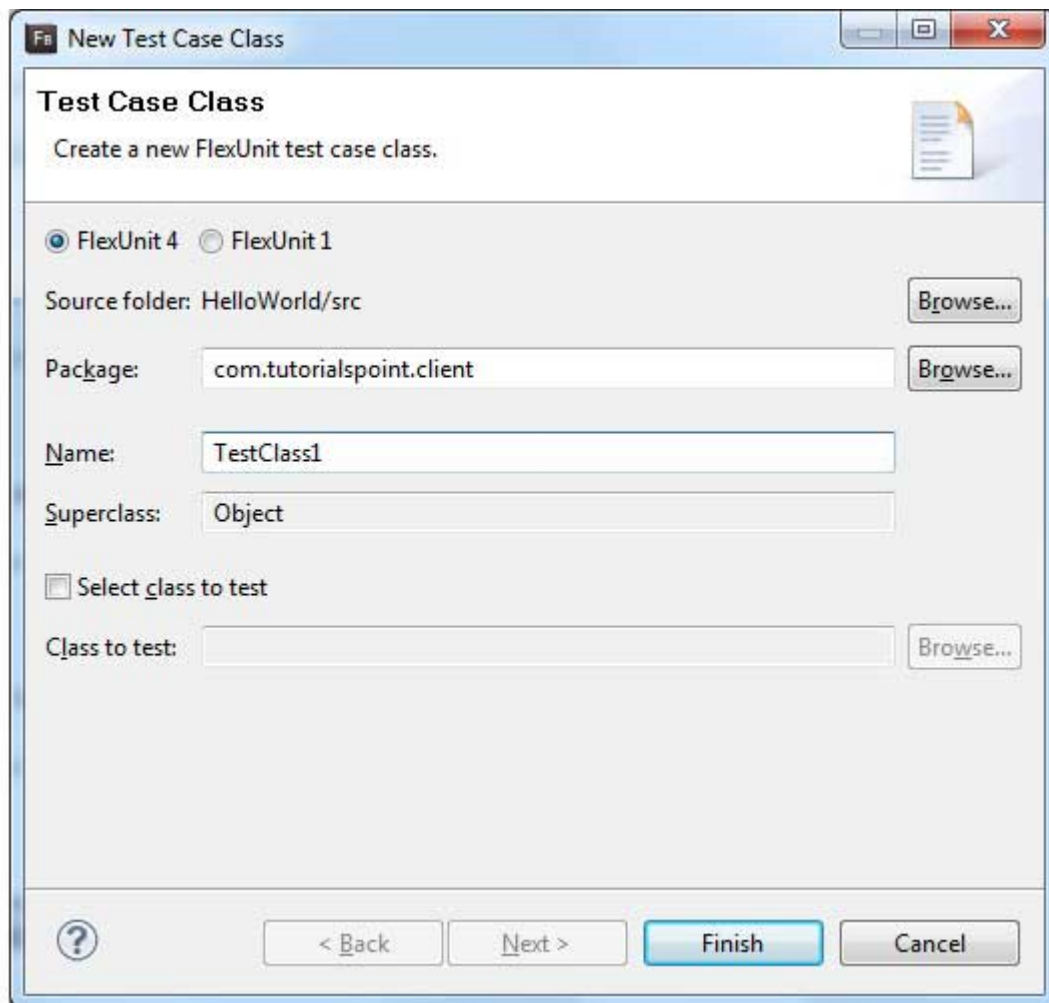 FB New Test Case Class
Test Case Class
Create a new FlexUnit test case class.
FlexUnit 4 FlexUnit 1
Source folder: HelloWorld/src Browse...
Package: com.tutorialspoint.client Browse...
Name: TestClass1
Superclass: Object
Select class to test
Class to test: Browse...
? < Back Next > Finish Cancel